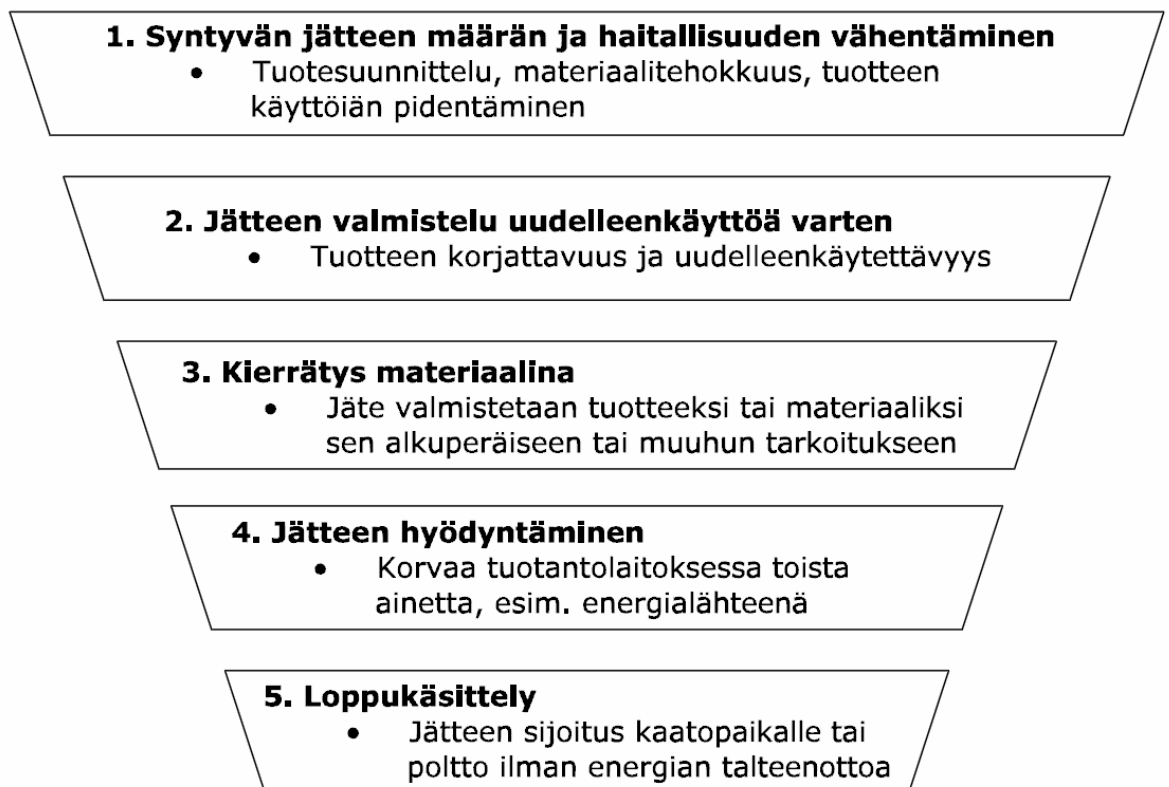 1. Syntyvän jätteen määrän ja haitallisuuden vähentäminen
• Tuotesuunnittelu, materiaalitehokkuus, tuotteen
käyttöiän pidentäminen
2. Jätteen valmistelu uudelleenkäyttöä varten
• Tuotteen korjattavuus ja uudelleenkäytettävyys
3. Kierrätys materiaalina
• Jäte valmistetaan tuotteeksi tai materiaaliksi
sen alkuperäiseen tai muuhun tarkoitukseen
4. Jätteen hyödyntäminen
• Korvaa tuotantolaitoksessa toista
ainetta, esim. energialähteenä
5. Loppukäsittely
• Jätteen sijoitus kaatopaikalle tai
poltto ilman energian talteenottoa